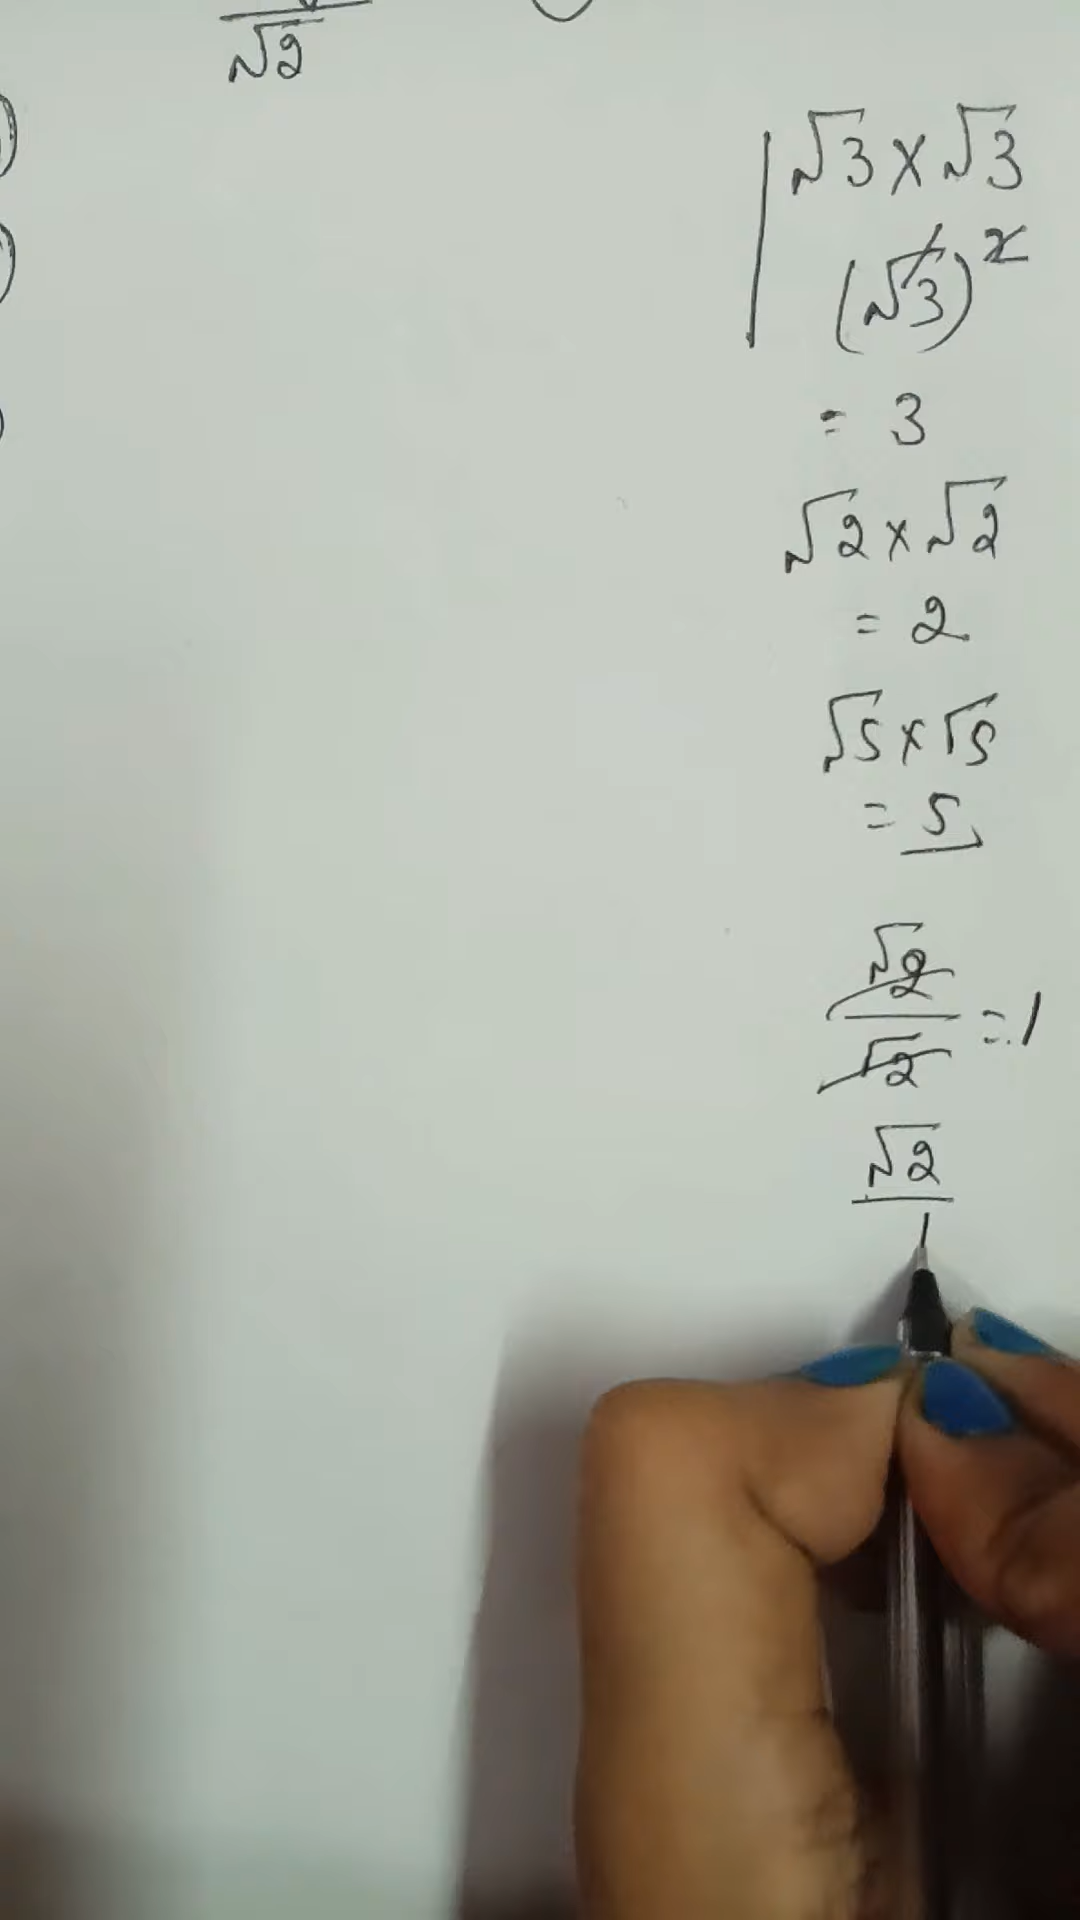 √2
√3 x √3
(√3)²
= 3
√2 x √2
= 2
√5 x √5
= 5
√2/√2 = 1
√2/1